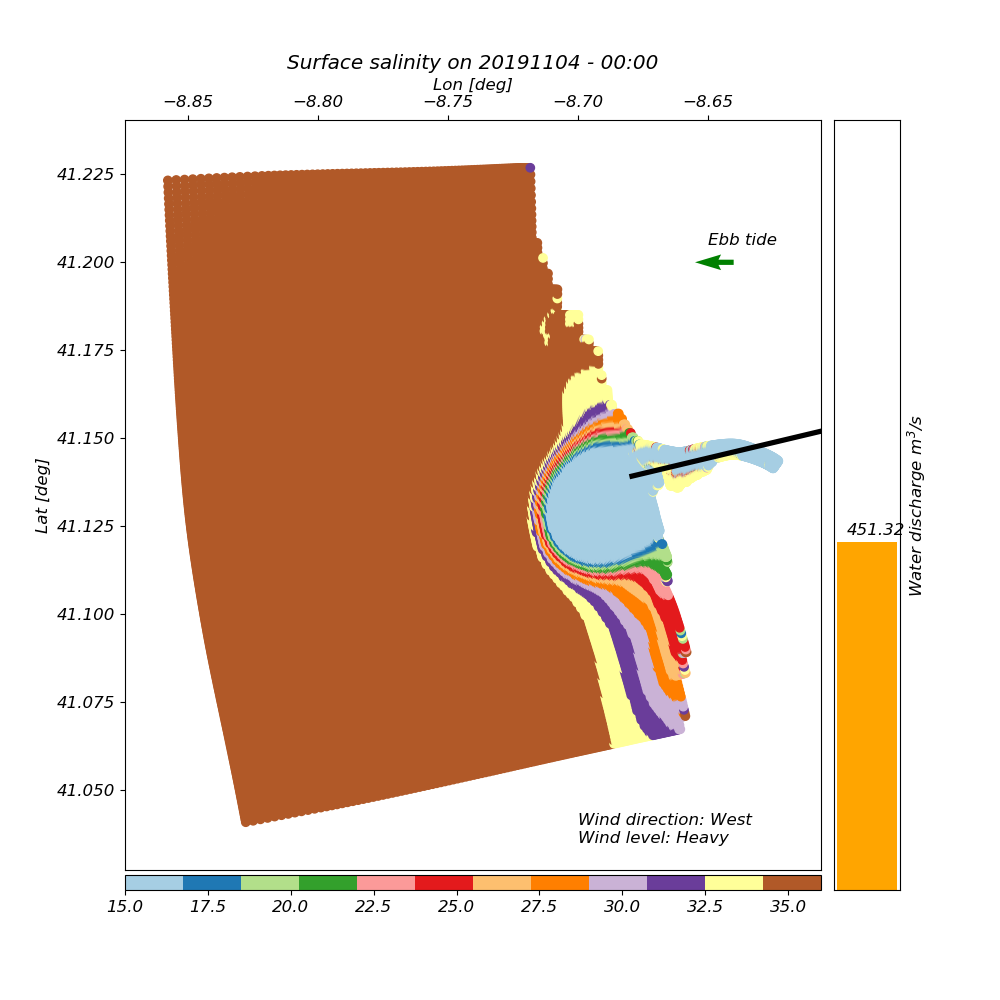 Surface salinity on 20191104 - 00:00
Lon [deg]
−8.85 −8.80 −8.75 −8.70 −8.65
41.225
41.200
41.175
41.150
41.125
41.100
41.075
41.050
Lat [deg]
Ebb tide
451.32
Water discharge m³/s
Wind direction: West
Wind level: Heavy
15.0 17.5 20.0 22.5 25.0 27.5 30.0 32.5 35.0